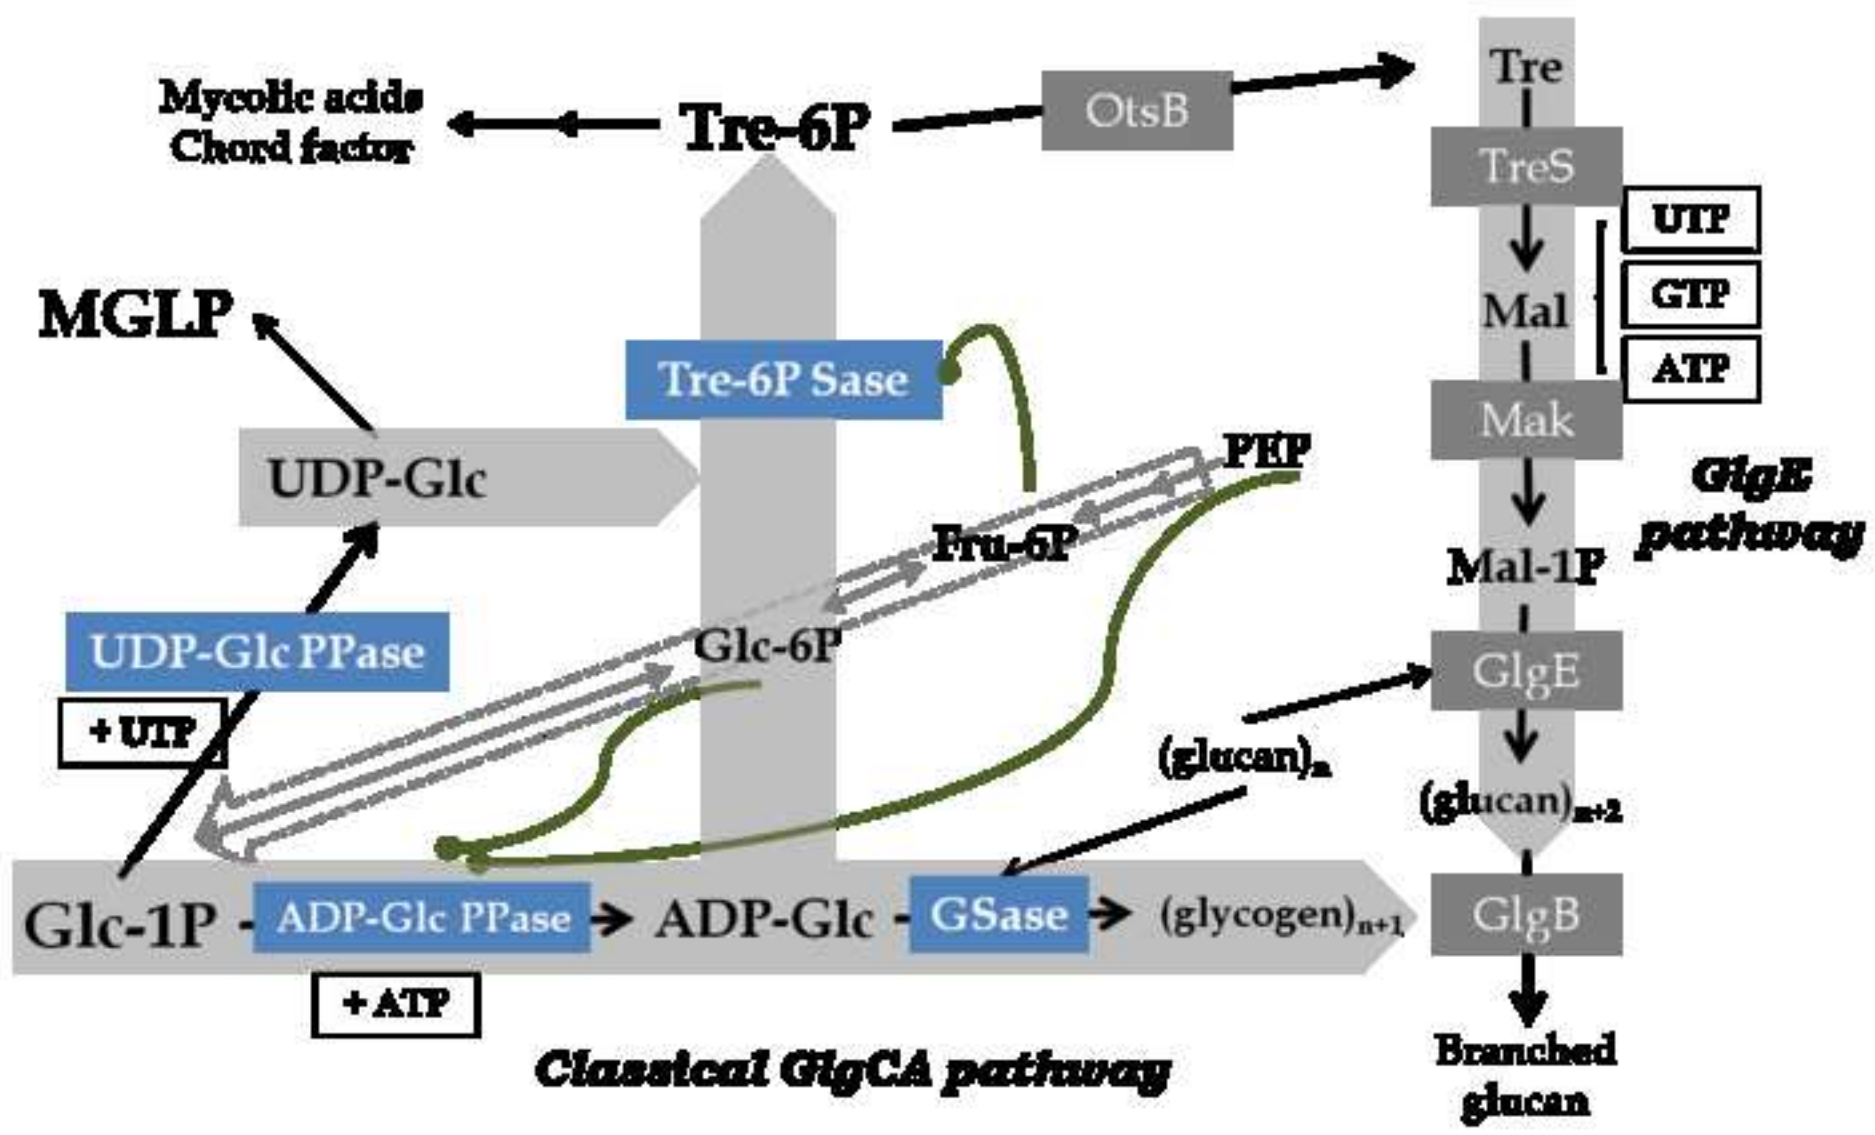 Tre
Mycolic acids
Chord factor
Tre-6P
OtsB
TreS
UTP
MGLP
GTP
Mal
ATP
Tre-6P Sase
Mak
PEP
UDP-Glc
GlgE
pathway
Fru-6P
Mal-1P
UDP-Glc PPase
Glc-6P
GlgE
+ UTP
(glucan)n
(glucan)n+2
Glc-1P
ADP-Glc PPase
ADP-Glc
GSase
(glycogen)n+1
GlgB
+ ATP
Classical GlgCA pathway
Branched
glucan